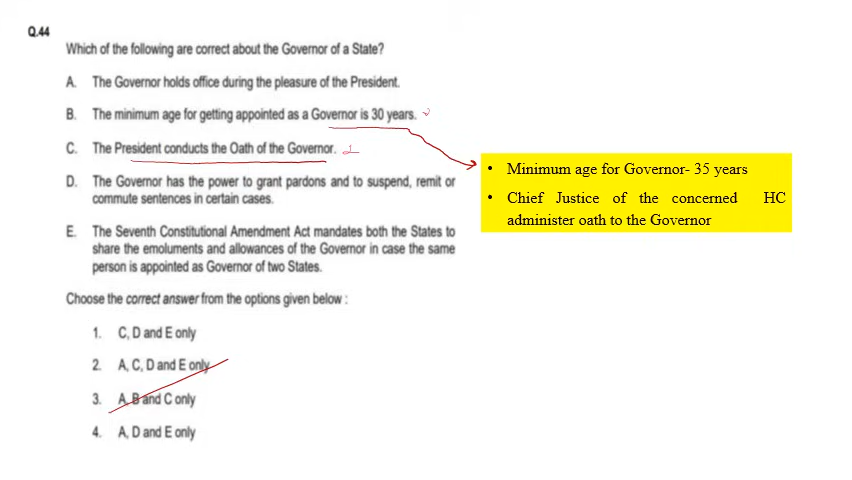 Q.44
Which of the following are correct about the Governor of a State?
A. The Governor holds office during the pleasure of the President.
B. The minimum age for getting appointed as a Governor is 30 years.
C. The President conducts the Oath of the Governor.
D. The Governor has the power to grant pardons and to suspend, remit or
commute sentences in certain cases.
E. The Seventh Constitutional Amendment Act mandates both the States to
share the emoluments and allowances of the Governor in case the same
person is appointed as Governor of two States.
Choose the correct answer from the options given below :
1. C, D and E only
2. A, C, D and E only
3. A, B and C only
4. A, D and E only
• Minimum age for Governor- 35 years
• Chief Justice of the concerned HC
administer oath to the Governor